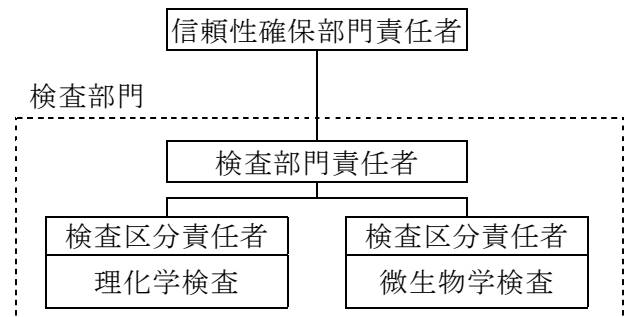 信頼性確保部門責任者
検査部門
検査部門責任者
検査区分責任者
理化学検査
検査区分責任者
微生物学検査